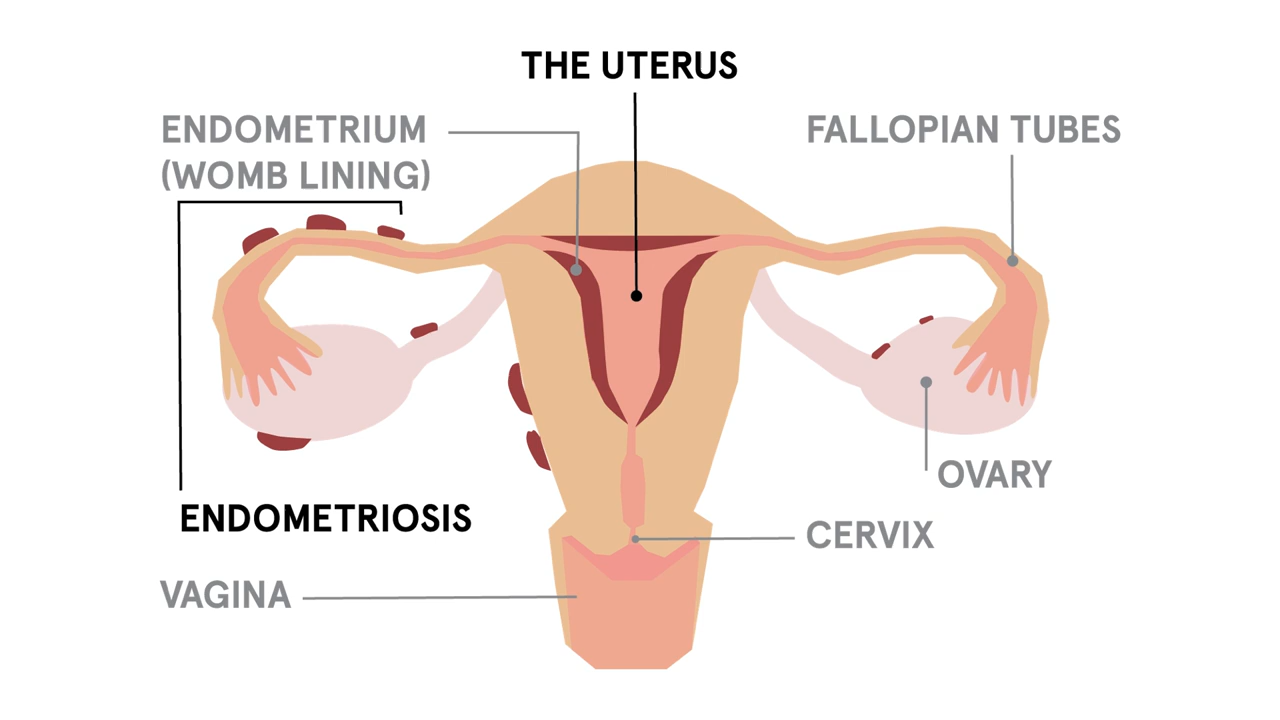 THE UTERUS
ENDOMETRIUM
(WOMB LINING)
FALLOPIAN TUBES
OVARY
ENDOMETRIOSIS
CERVIX
VAGINA